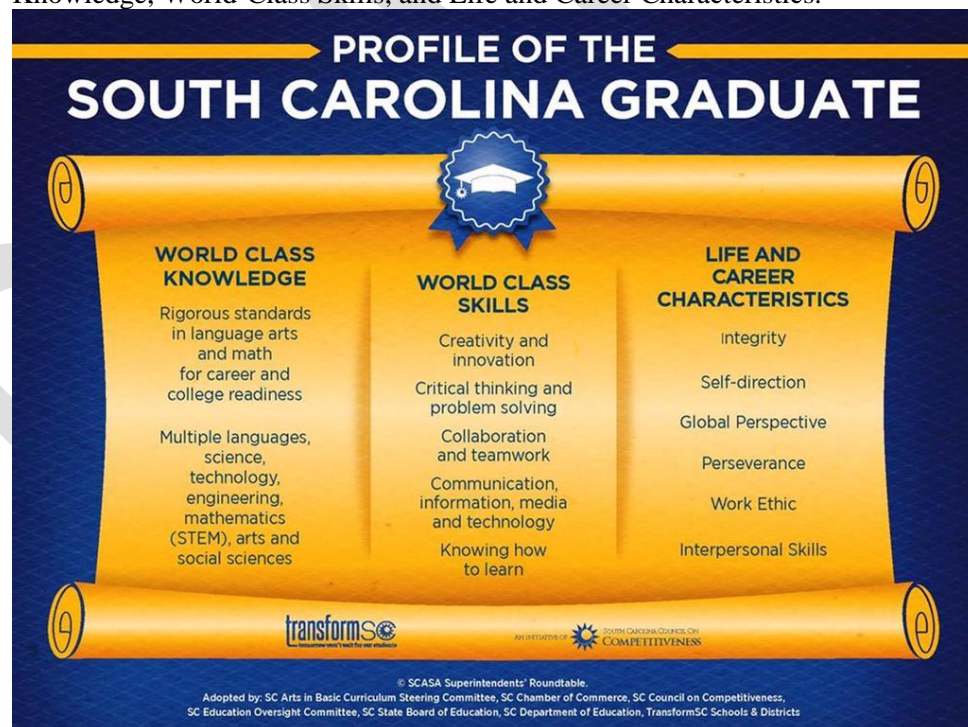 Knowledge, World-Class Skills, and Life and Career Characteristics.
PROFILE OF THE
SOUTH CAROLINA GRADUATE
WORLD CLASS
KNOWLEDGE
Rigorous standards
in language arts
and math
for career and
college readiness
Multiple languages,
science,
technology,
engineering,
mathematics
(STEM), arts and
social sciences
WORLD CLASS
SKILLS
Creativity and
innovation
Critical thinking and
problem solving
Collaboration
and teamwork
Communication,
information, media
and technology
Knowing how
to learn
LIFE AND
CAREER
CHARACTERISTICS
Integrity
Self-direction
Global Perspective
Perseverance
Work Ethic
Interpersonal Skills
transformSC
tomorrow won't wait for our students
AN INITIATIVE OF
SOUTH CAROLINA COUNCIL ON
COMPETITIVENESS
© SCASA Superintendents' Roundtable.
Adopted by: SC Arts in Basic Curriculum Steering Committee, SC Chamber of Commerce, SC Council on Competitiveness,
SC Education Oversight Committee, SC State Board of Education, SC Department of Education, TransformSC Schools & Districts